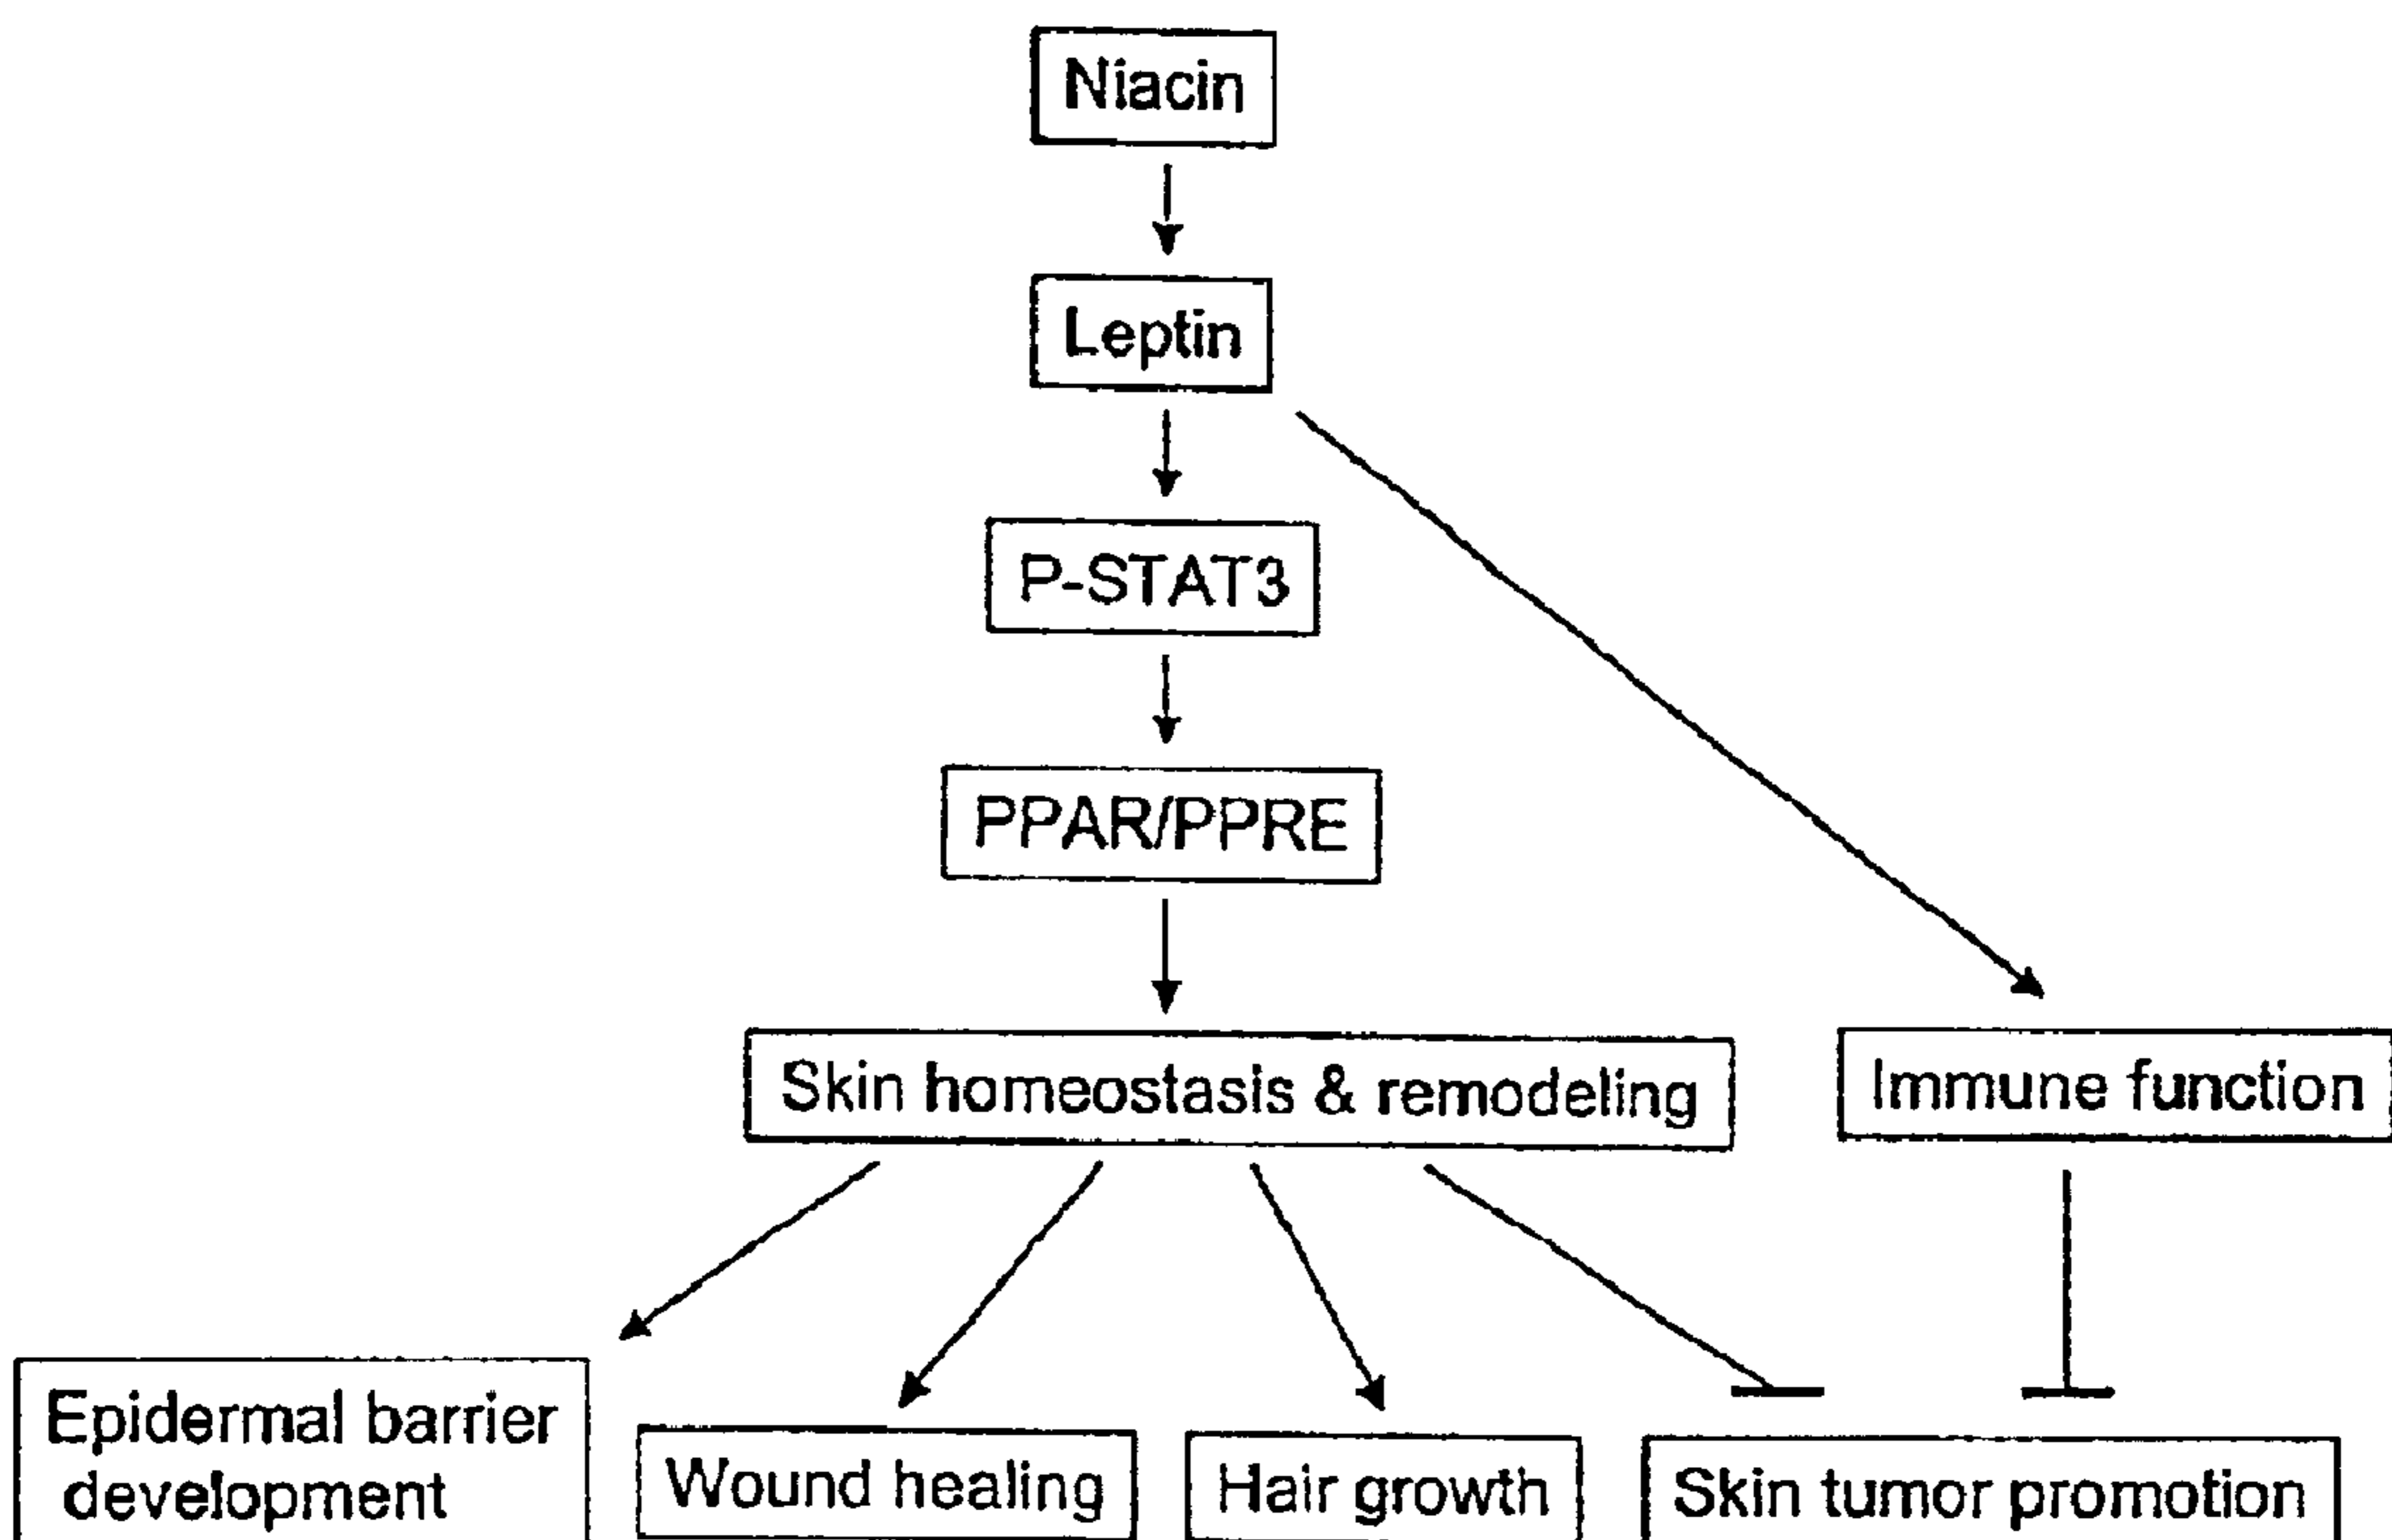 Niacin
Leptin
P-STAT3
PPAR/PPRE
Skin homeostasis & remodeling
Immune function
Epidermal barrier
development
Wound healing
Hair growth
Skin tumor promotion